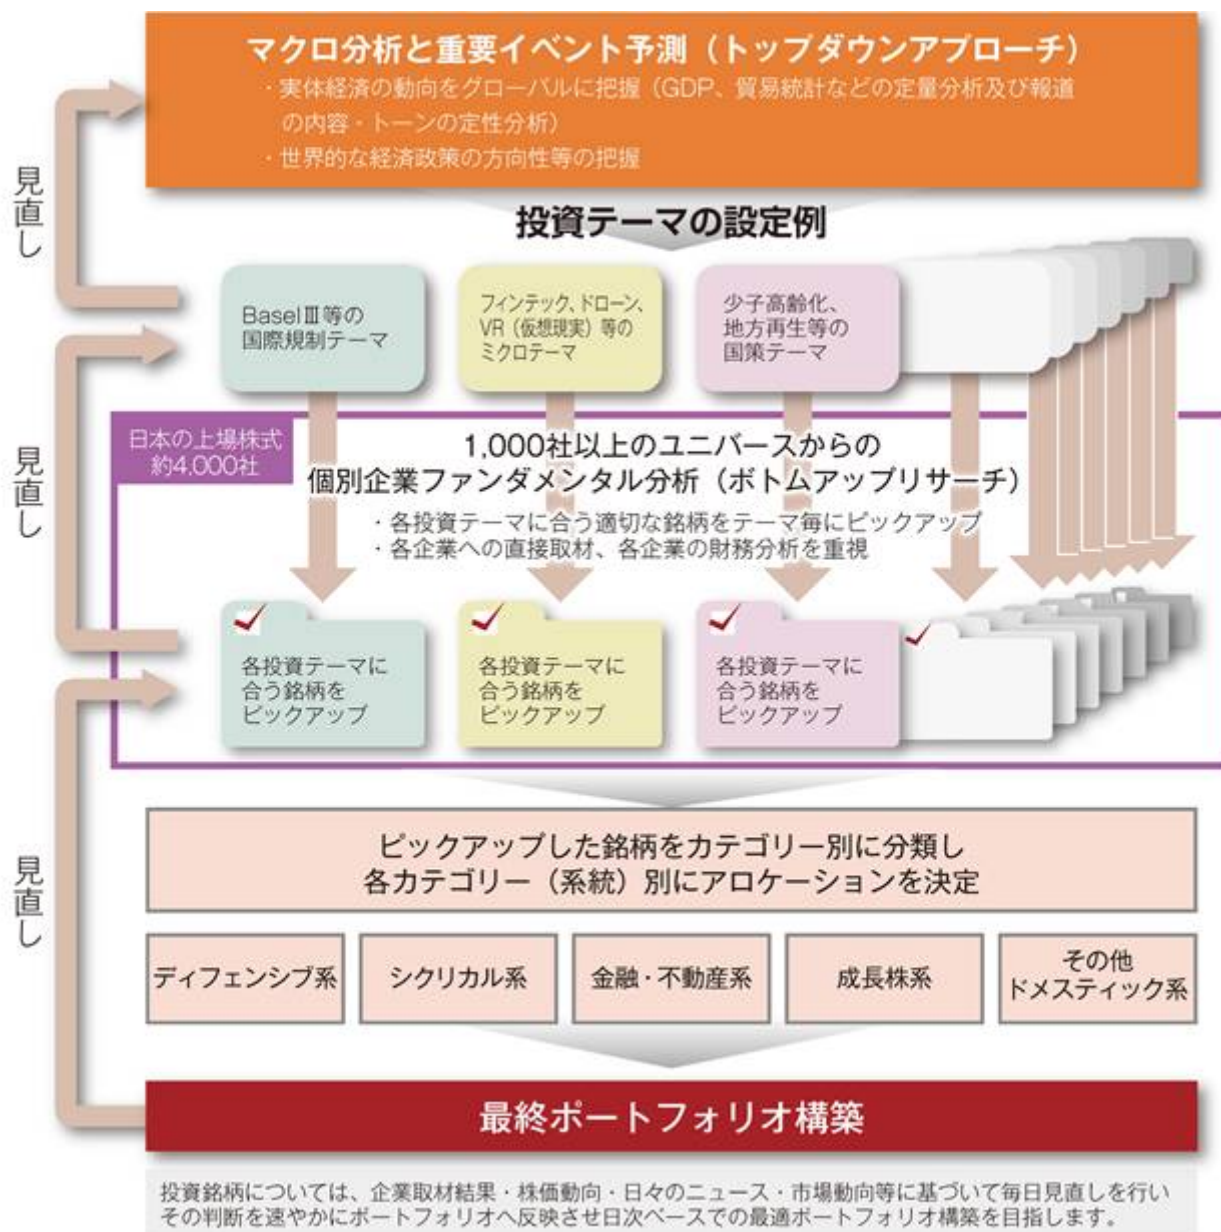 マクロ分析と重要イベント予測（トップダウンアプローチ）
・実体経済の動向をグローバルに把握（GDP、貿易統計などの定量分析及び報道
の内容・トーンの定性分析）
・世界的な経済政策の方向性等の把握
見直し
投資テーマの設定例
BaselⅢ等の
国際規制テーマ
フィンテック、ドローン、
VR（仮想現実）等の
ミクロテーマ
少子高齢化、
地方再生等の
国策テーマ
見直し
日本の上場株式
約4,000社
1,000社以上のユニバースからの
個別企業ファンダメンタル分析（ボトムアップリサーチ）
・各投資テーマに合う適切な銘柄をテーマ毎にピックアップ
・各企業への直接取材、各企業の財務分析を重視
各投資テーマに
合う銘柄を
ピックアップ
各投資テーマに
合う銘柄を
ピックアップ
各投資テーマに
合う銘柄を
ピックアップ
見直し
ピックアップした銘柄をカテゴリー別に分類し
各カテゴリー（系統）別にアロケーションを決定
ディフェンシブ系
シクリカル系
金融・不動産系
成長株系
その他
ドメスティック系
最終ポートフォリオ構築
投資銘柄については、企業取材結果・株価動向・日々のニュース・市場動向等に基づいて毎日見直しを行い
その判断を速やかにポートフォリオへ反映させ日次ベースでの最適ポートフォリオ構築を目指します。